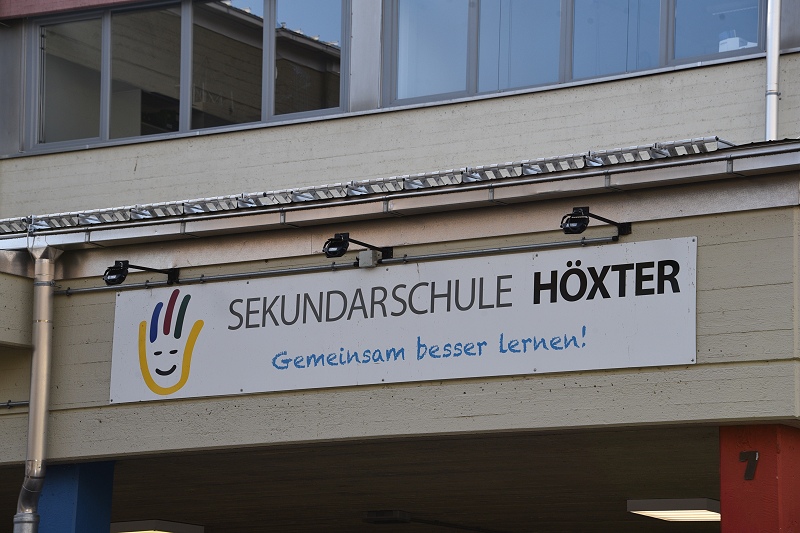 SEKUNDARSCHULE HÖXTER
Gemeinsam besser lernen!
7